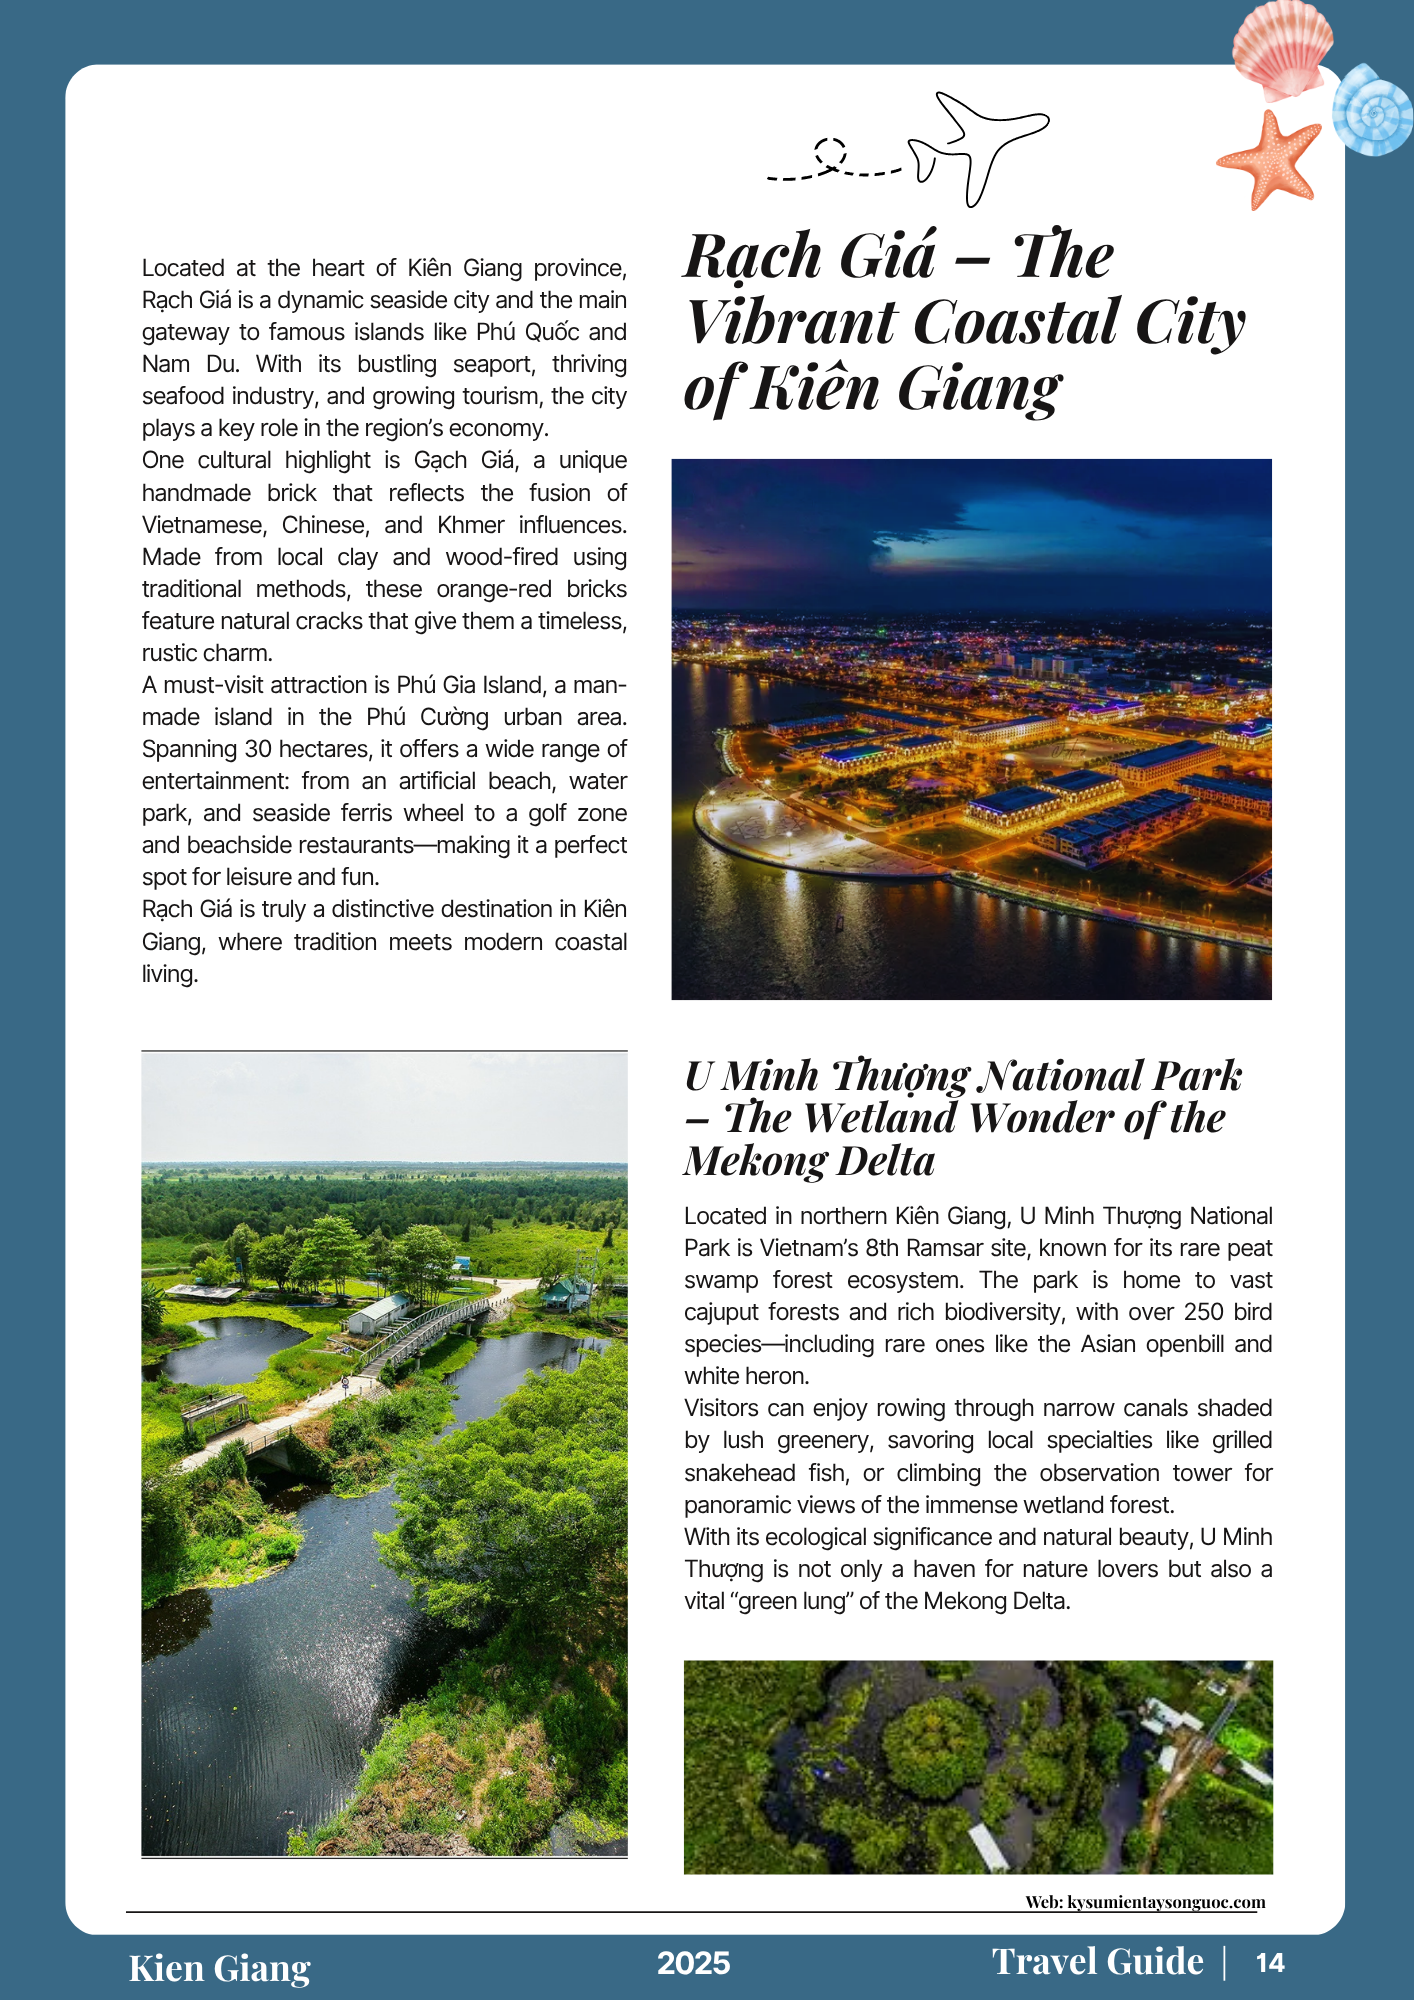 Rạch Giá – The
Vibrant Coastal City
of Kiên Giang
Located at the heart of Kiên Giang province,
Rạch Giá is a dynamic seaside city and the main
gateway to famous islands like Phú Quốc and
Nam Du. With its bustling seaport, thriving
seafood industry, and growing tourism, the city
plays a key role in the region’s economy.
One cultural highlight is Gạch Giá, a unique
handmade brick that reflects the fusion of
Vietnamese, Chinese, and Khmer influences.
Made from local clay and wood-fired using
traditional methods, these orange-red bricks
feature natural cracks that give them a timeless,
rustic charm.
A must-visit attraction is Phú Gia Island, a man-
made island in the Phú Cường urban area.
Spanning 30 hectares, it offers a wide range of
entertainment: from an artificial beach, water
park, and seaside ferris wheel to a golf zone
and beachside restaurants—making it a perfect
spot for leisure and fun.
Rạch Giá is truly a distinctive destination in Kiên
Giang, where tradition meets modern coastal
living.
U Minh Thượng National Park
– The Wetland Wonder of the
Mekong Delta
Located in northern Kiên Giang, U Minh Thượng National
Park is Vietnam’s 8th Ramsar site, known for its rare peat
swamp forest ecosystem. The park is home to vast
cajuput forests and rich biodiversity, with over 250 bird
species—including rare ones like the Asian openbill and
white heron.
Visitors can enjoy rowing through narrow canals shaded
by lush greenery, savoring local specialties like grilled
snakehead fish, or climbing the observation tower for
panoramic views of the immense wetland forest.
With its ecological significance and natural beauty, U Minh
Thượng is not only a haven for nature lovers but also a
vital “green lung” of the Mekong Delta.
Web: kysumientaysonguoc.com
Kien Giang
2025
Travel Guide | 14